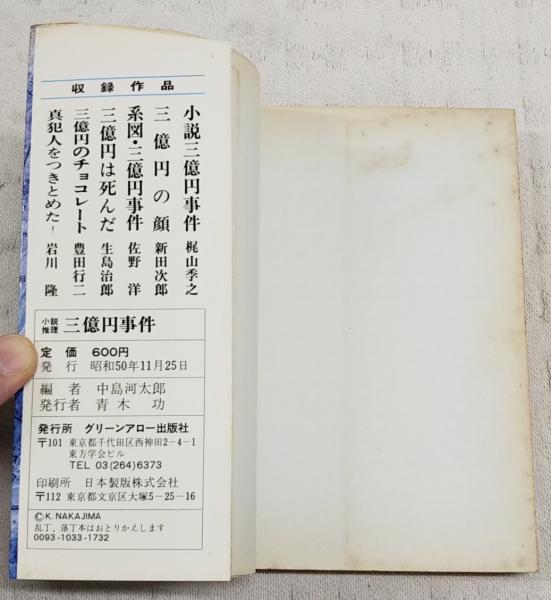 収録作品
小説三億円事件 梶山季之
三億円の顔 新田次郎
系図・三億円事件 佐野洋
三億円は死んだ 生島治郎
三億円のチョコレート 豊田行二
真犯人をつきとめた! 岩川隆
小説推理 三億円事件
定価 600円
発行 昭和50年11月25日
編者 中島河太郎
発行者 青木功
発行所 グリーンアロー出版社
〒101 東京都千代田区西神田2-4-1
東方学会ビル
TEL 03(264)6373
印刷所 日本製版株式会社
〒112 東京都文京区大塚5-25-16
©K. NAKAJIMA
乱丁、落丁本はおとりかえします
0093-1033-1732